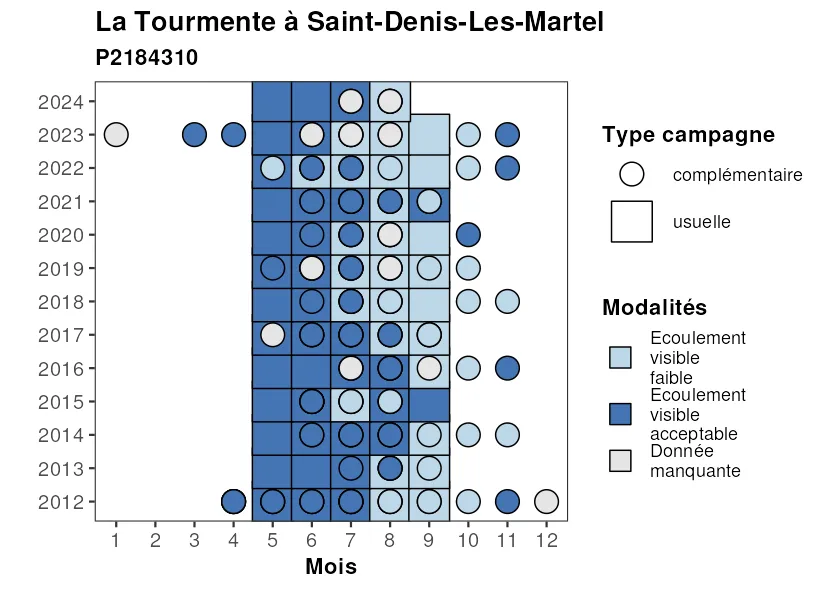 La Tourmente à Saint-Denis-Les-Martel
P2184310
2024
2023
2022
2021
2020
2019
2018
2017
2016
2015
2014
2013
2012
1 2 3 4 5 6 7 8 9 10 11 12
Mois
Type campagne
complémentaire
usuelle
Modalités
Ecoulement
visible
faible
Ecoulement
visible
acceptable
Donnée
manquante